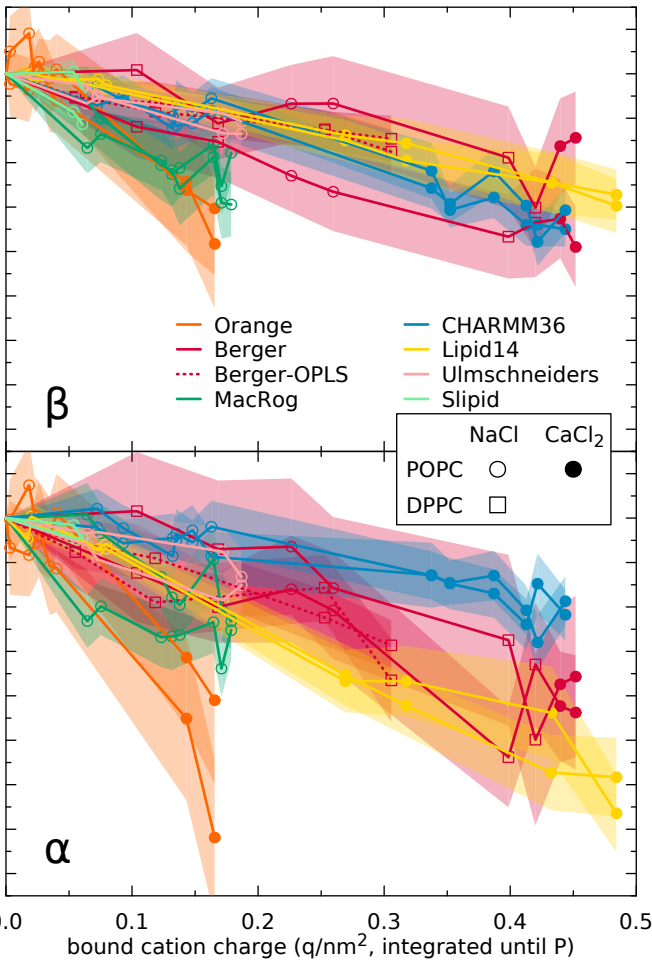 Orange
Berger
Berger-OPLS
MacRog
CHARMM36
Lipid14
Ulmschneiders
Slipid
β
NaCl CaCl₂
POPC
DPPC
α
.0 0.1 0.2 0.3 0.4 0.5
bound cation charge (q/nm², integrated until P)